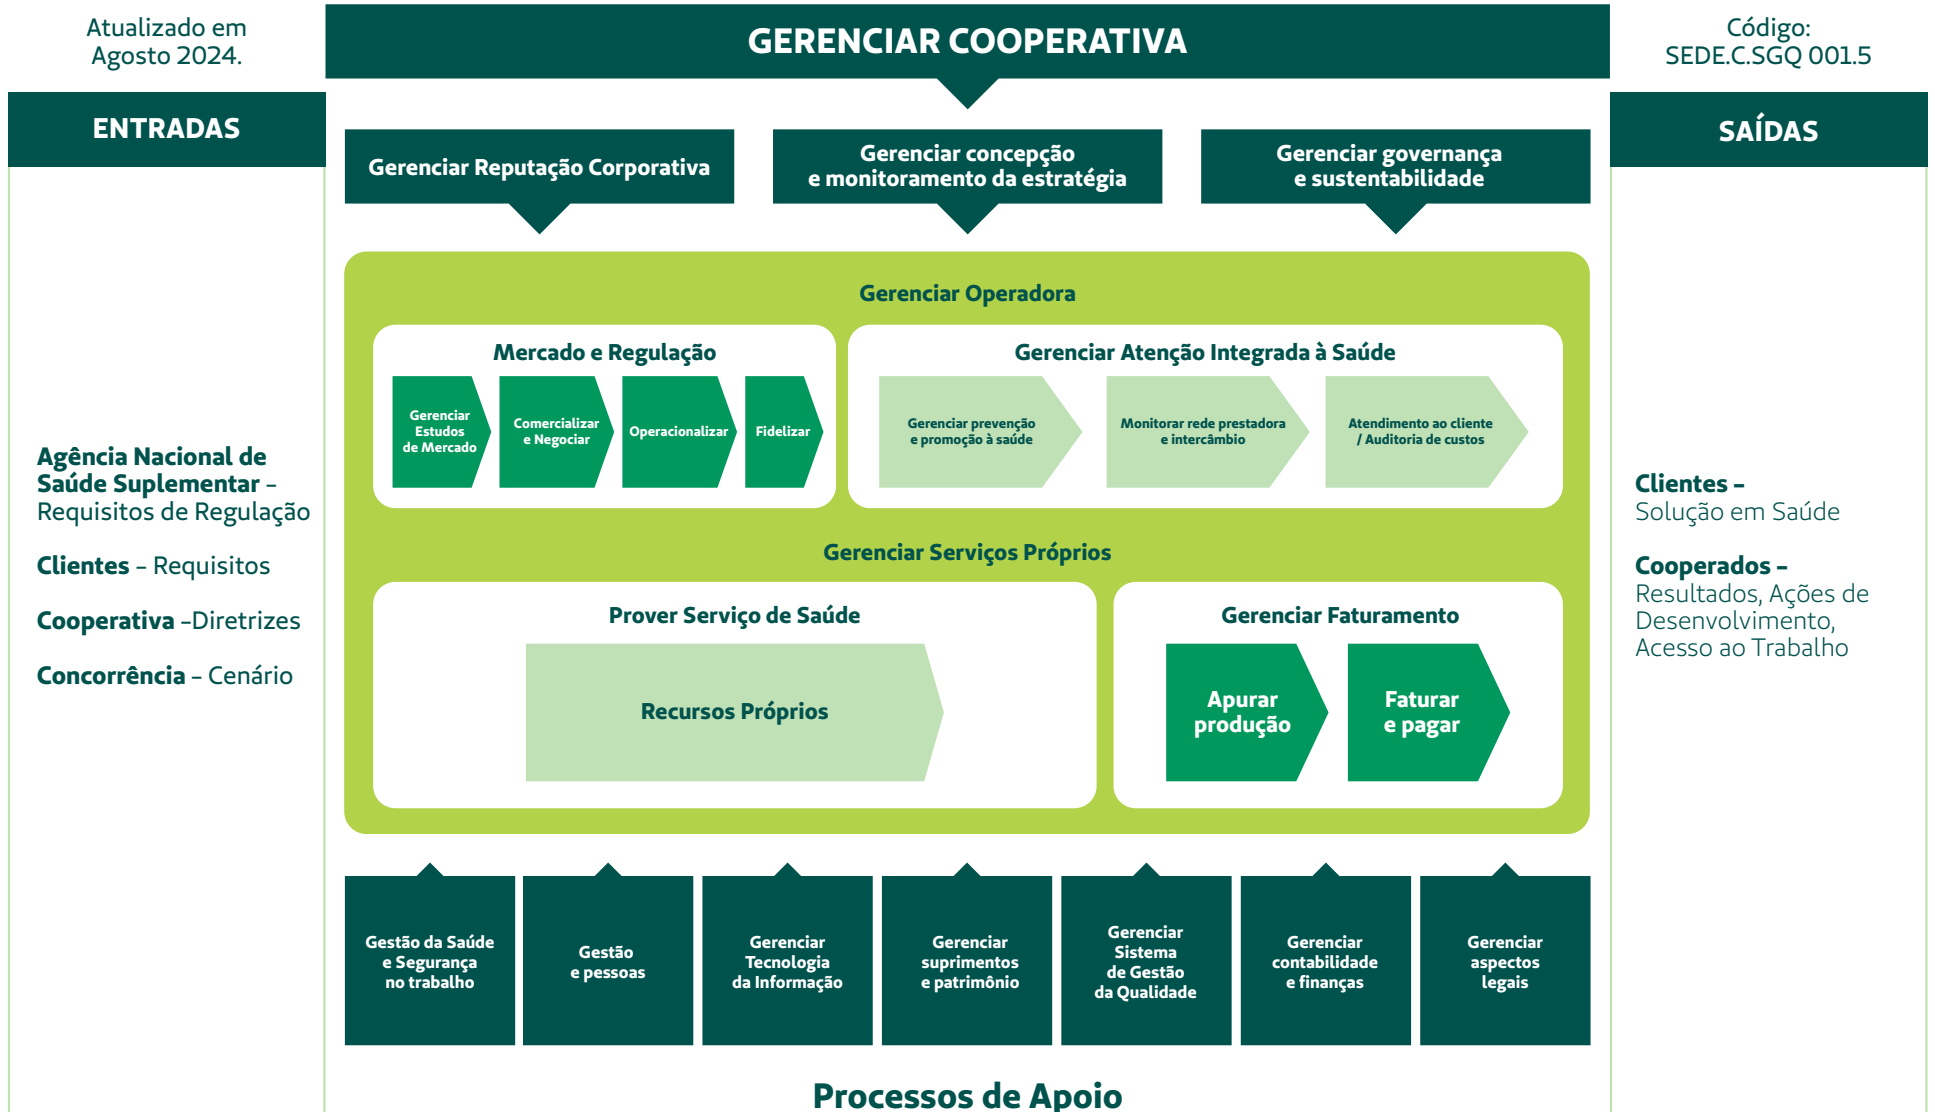 Atualizado em
Agosto 2024.
GERENCIAR COOPERATIVA
Código:
SEDE.C.SGQ 001.5
ENTRADAS
Agência Nacional de
Saúde Suplementar –
Requisitos de Regulação
Clientes – Requisitos
Cooperativa –Diretrizes
Concorrência – Cenário
Gerenciar Reputação Corporativa
Gerenciar concepção
e monitoramento da estratégia
Gerenciar governança
e sustentabilidade
Gerenciar Operadora
Mercado e Regulação
Gerenciar
Estudos
de Mercado
Comercializar
e Negociar
Operacionalizar
Fidelizar
Gerenciar Atenção Integrada à Saúde
Gerenciar prevenção
e promoção à saúde
Monitorar rede prestadora
e intercâmbio
Atendimento ao cliente
/ Auditoria de custos
Gerenciar Serviços Próprios
Prover Serviço de Saúde
Recursos Próprios
Gerenciar Faturamento
Apurar
produção
Faturar
e pagar
Gestão da Saúde
e Segurança
no trabalho
Gestão
e pessoas
Gerenciar
Tecnologia
da Informação
Gerenciar
suprimentos
e patrimônio
Gerenciar
Sistema
de Gestão
da Qualidade
Gerenciar
contabilidade
e finanças
Gerenciar
aspectos
legais
Processos de Apoio
SAÍDAS
Clientes –
Solução em Saúde
Cooperados –
Resultados, Ações de
Desenvolvimento,
Acesso ao Trabalho